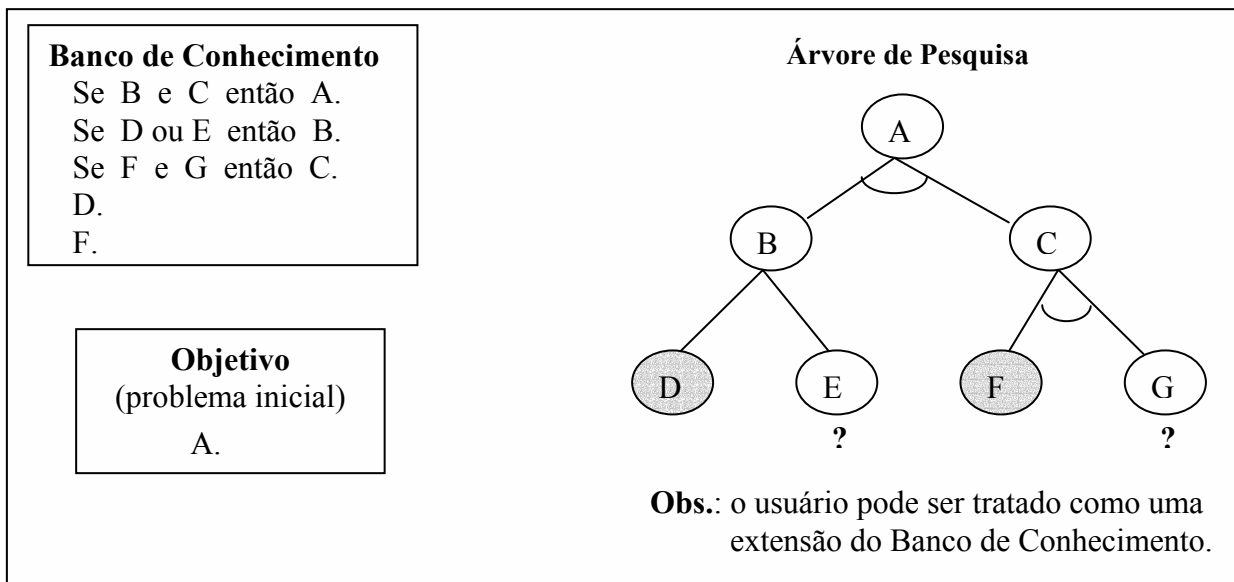 Banco de Conhecimento
Se B e C então A.
Se D ou E então B.
Se F e G então C.
D.
F.
Objetivo
(problema inicial)
A.
Árvore de Pesquisa
A
B C
D E F G
? ?
Obs.: o usuário pode ser tratado como uma
extensão do Banco de Conhecimento.